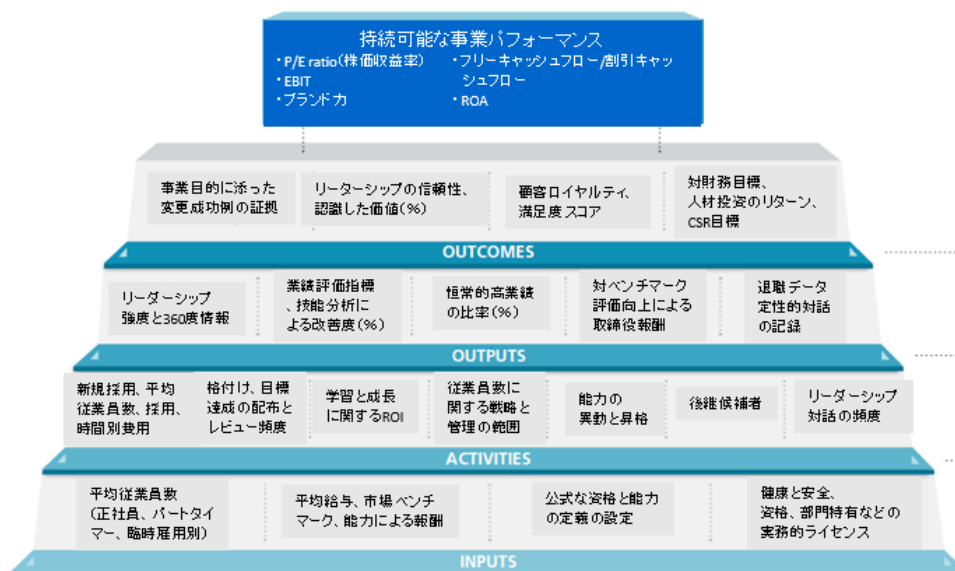 持続可能な事業パフォーマンス
・P/E ratio(株価収益率)
・EBIT
・ブランド力
・フリーキャッシュフロー/割引キャッ
シュフロー
・ROA
事業目的に添った
変更成功例の証拠
リーターシップの信頼性、
認識した価値(%)
顧客ロイヤルティ、
満足度スコア
対財務目標、
人材投資のリターン、
CSR目標
OUTCOMES
リーダーシップ
強度と360度情報
業績評価指標
、技能分析に
よる改善度(%)
恒常的高業績
の比率(%)
対ベンチマーク
評価向上による
取締役報酬
退職データ
定性的対話
の記録
OUTPUTS
新規採用、平均
従業員数、採用、
時間別費用
格付け、目標
達成の配布と
レビュー頻度
学習と成長
に関するROI
従業員数に
関する戦略と
管理の範囲
能力の
異動と昇格
後継候補者
リーダーシップ
対話の頻度
ACTIVITIES
平均従業員数
(正社員、パートタイ
マー、臨時雇用別)
平均給与、市場ベンチ
マーク、能力による報酬
公式な資格と能力
の定義の設定
健康と安全、
資格、部門特有などの
実務的ライセンス
INPUTS